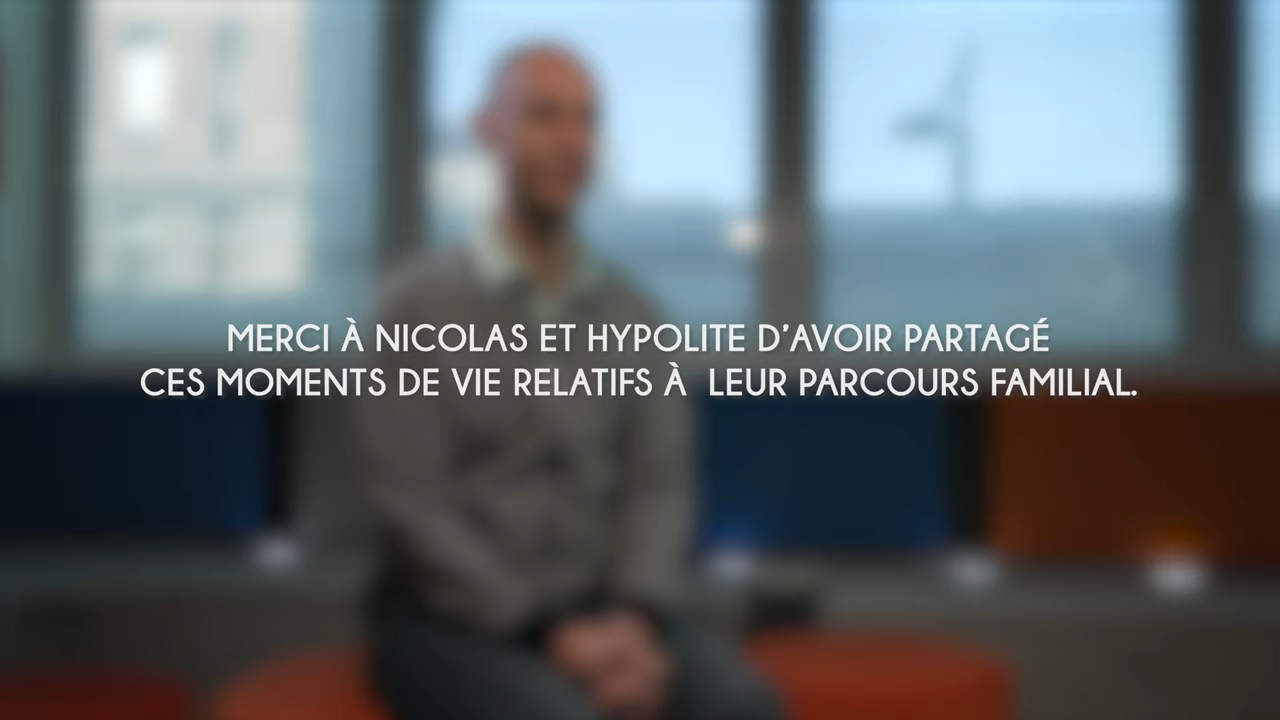 MERCI À NICOLAS ET HYPOLITE D'AVOIR PARTAGÉ
CES MOMENTS DE VIE RELATIFS À  LEUR PARCOURS FAMILIAL.